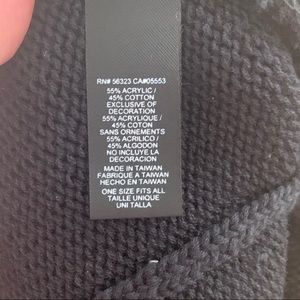 RN# 56323 CA#05553
55% ACRYLIC /
45% COTTON
EXCLUSIVE OF
DECORATION
55% ACRYLIQUE /
45% COTON
SANS ORNEMENTS
55% ACRILICO /
45% ALGODON
NO INCLUYE LA
DECORACIÓN
MADE IN TAIWAN
FABRIQUE À TAIWAN
HECHO EN TAIWAN
ONE SIZE FITS ALL
TAILLE UNIQUE
UNI TALLA